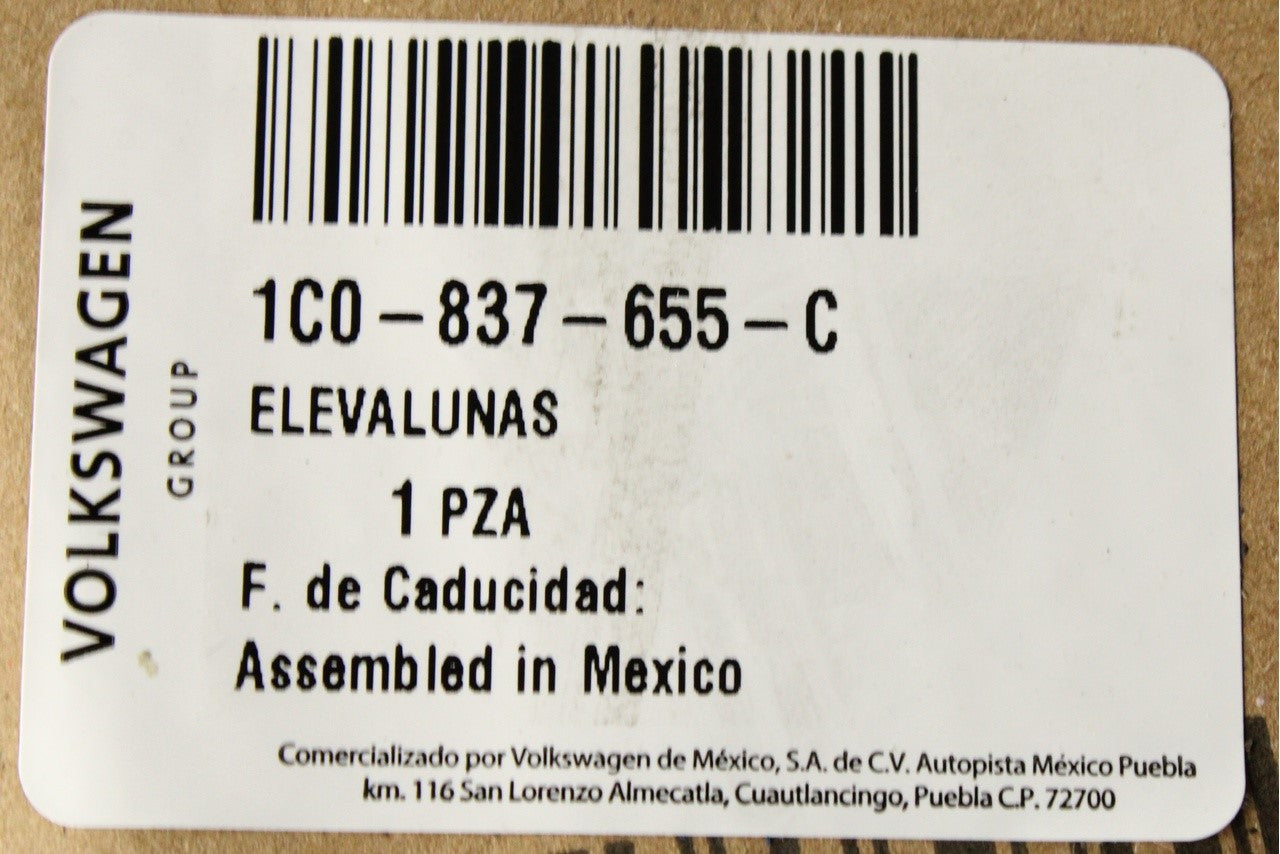 VOLKSWAGEN
GROUP
1C0-837-655-C
ELEVALUNAS
1 PZA
F. de Caducidad:
Assembled in Mexico
Comercializado por Volkswagen de México, S.A. de C.V. Autopista México Puebla
km. 116 San Lorenzo Almecatla, Cuautlancingo, Puebla C.P. 72700